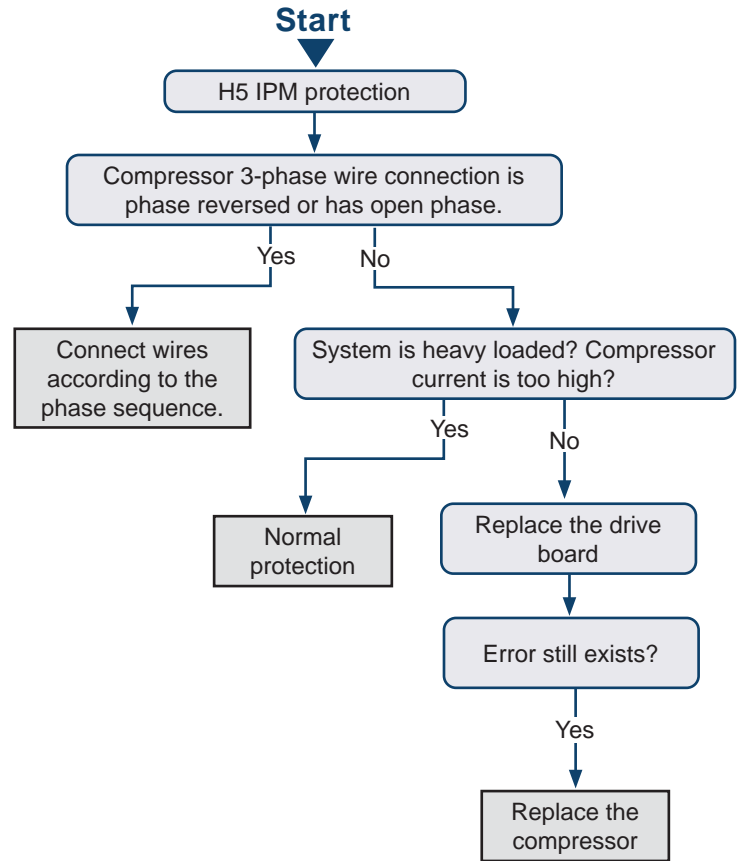 Start
H5 IPM protection
Compressor 3-phase wire connection is
phase reversed or has open phase.
Yes
No
Connect wires
according to the
phase sequence.
System is heavy loaded? Compressor
current is too high?
Yes
No
Normal
protection
Replace the drive
board
Error still exists?
Yes
Replace the
compressor